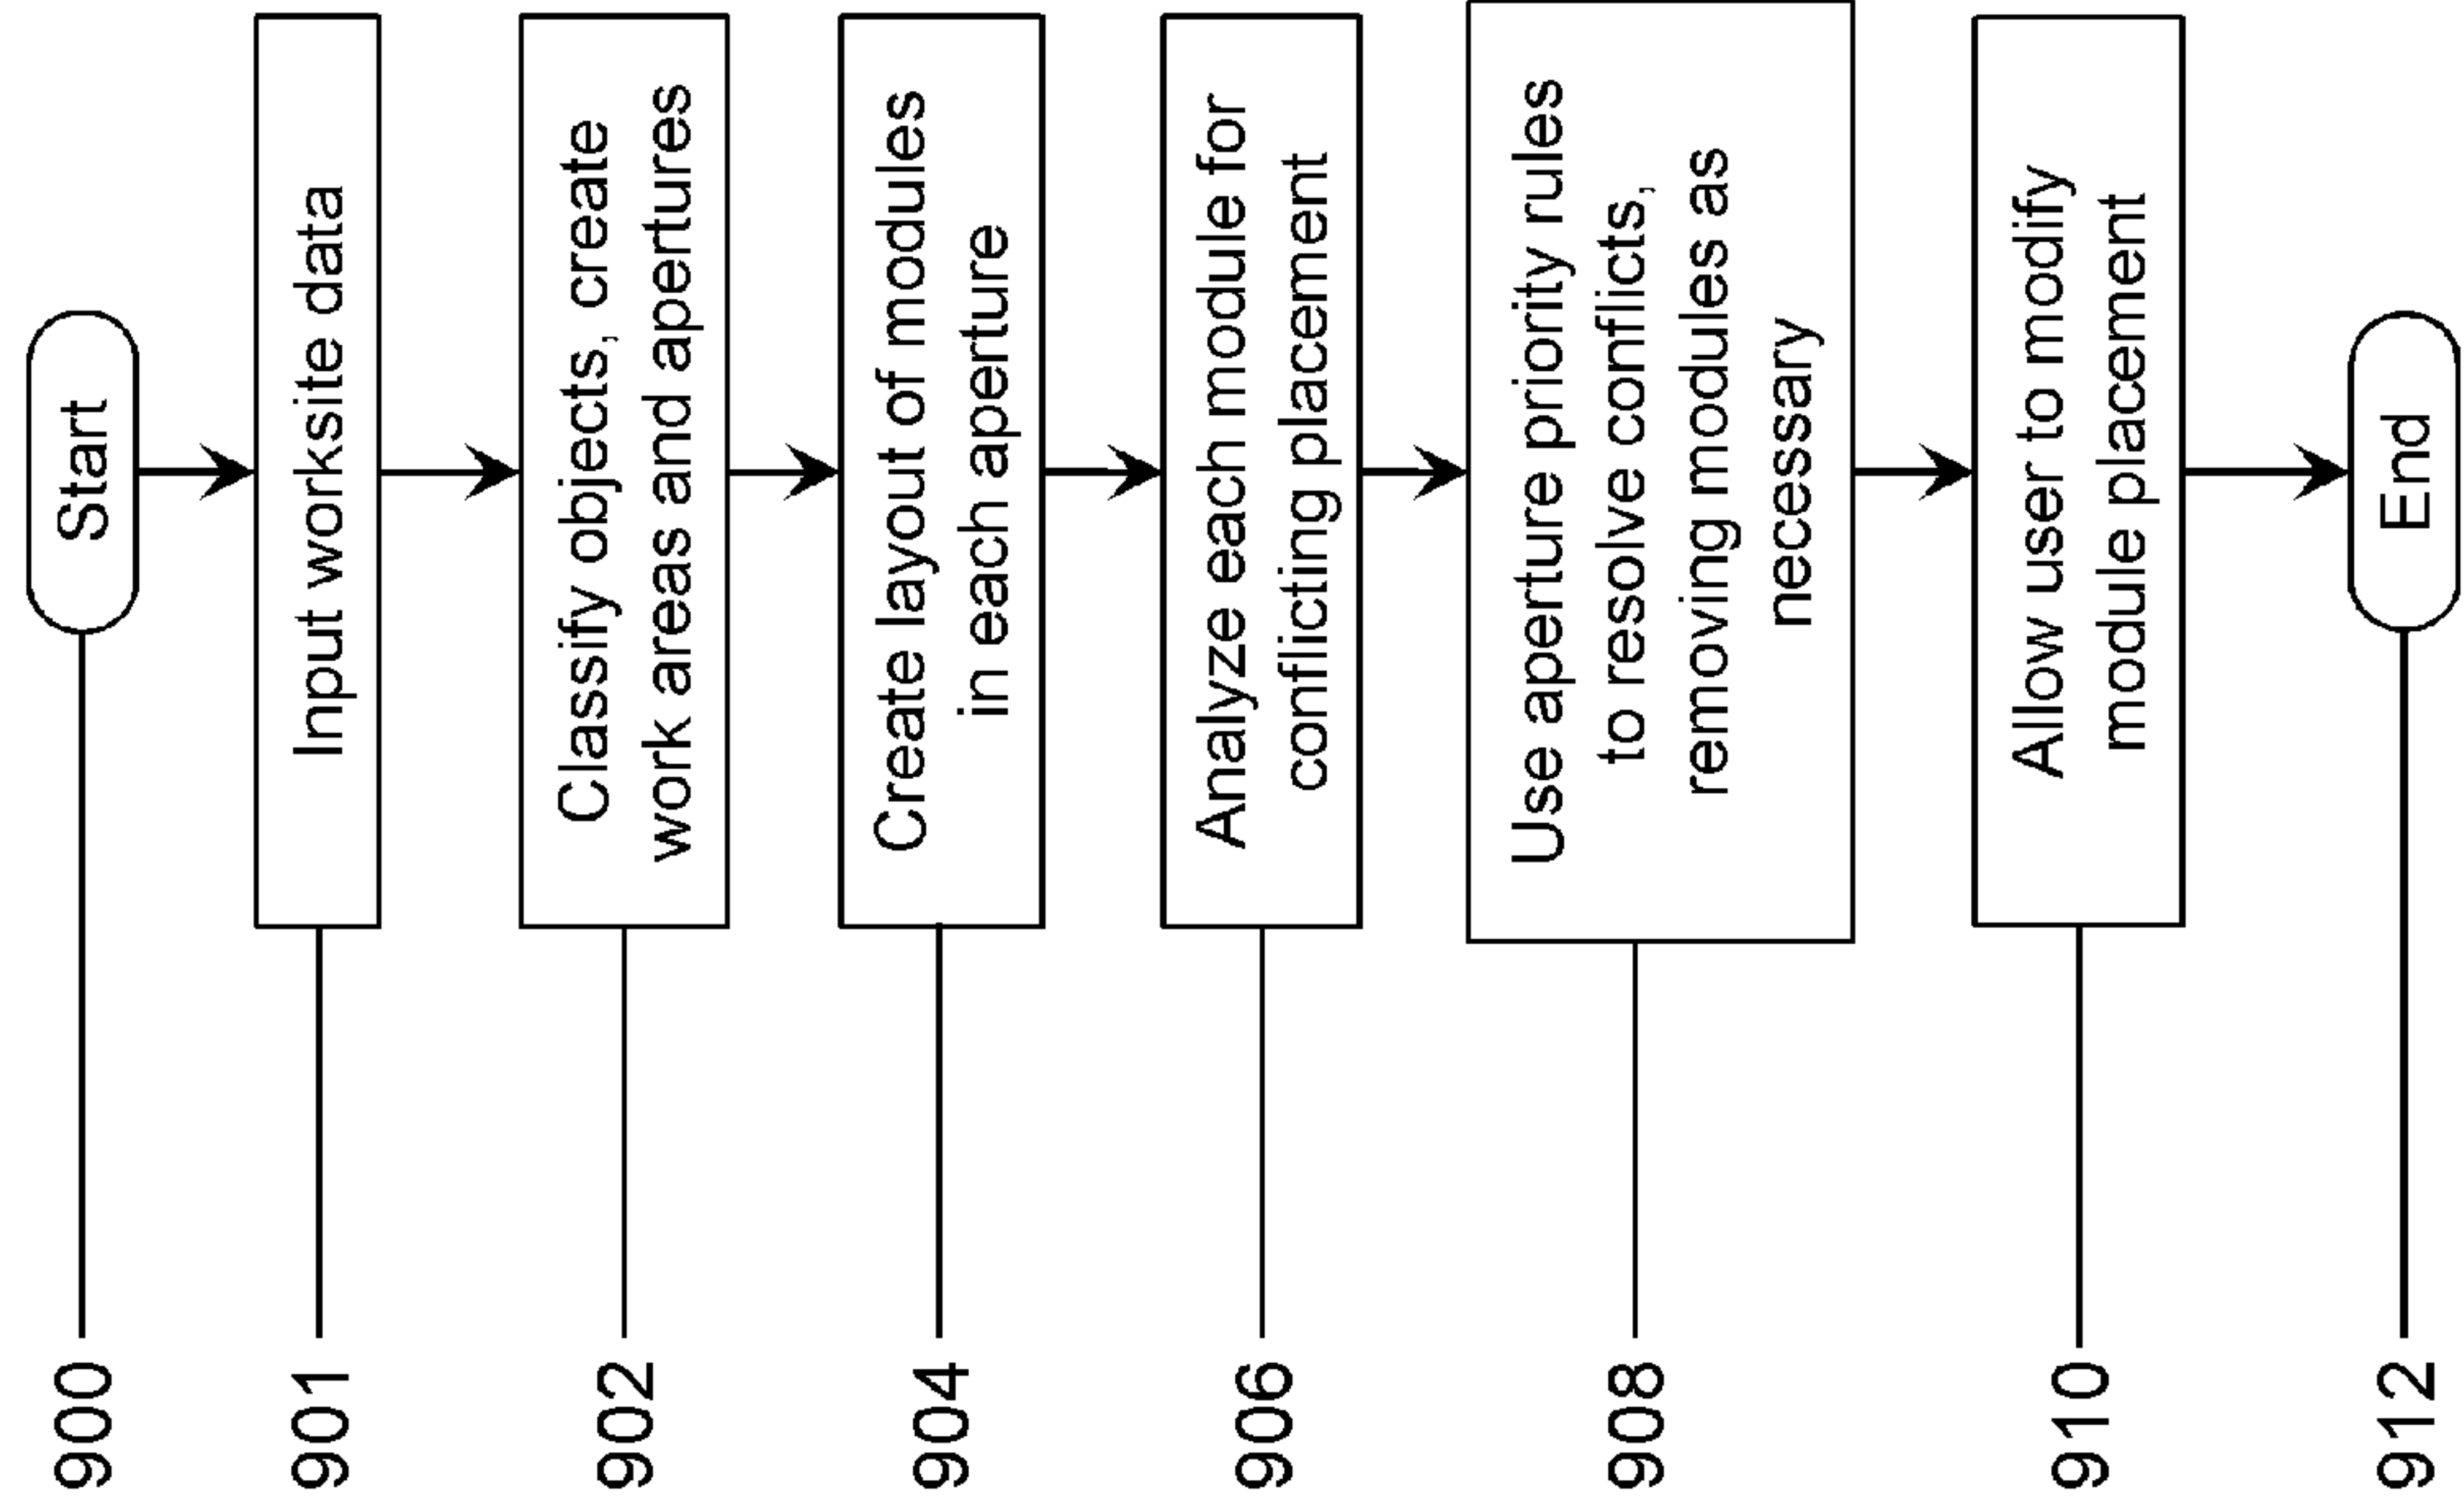 900
Start
901
Input worksite data
902
Classify objects, create
work areas and apertures
904
Create layout of modules
in each aperture
906
Analyze each module for
conflicting placement
908
Use aperture priority rules
to resolve conflicts,
removing modules as
necessary
910
Allow user to modify
module placement
912
End